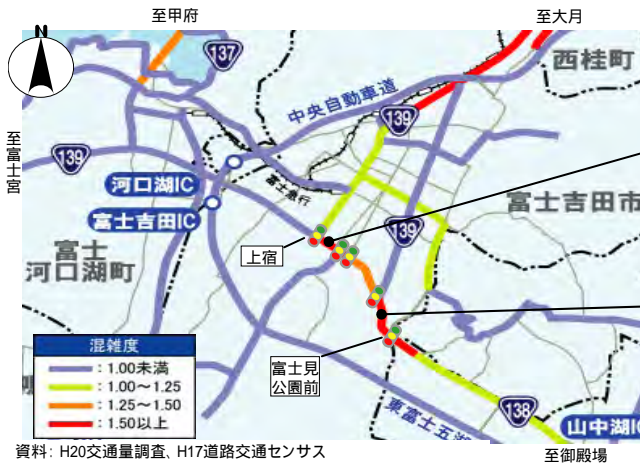 至甲府
至大月
137
西桂町
中央自動車道
139
至富士宮
139
河口湖IC
富士急行
富士吉田市
富士吉田IC
139
富士
河口湖町
上宿
混雑度
：1.00未満
：1.00～1.25
：1.25～1.50
：1.50以上
富士見
公園前
東富士五湖
138
山中湖IC
資料：H20交通量調査、H17道路交通センサス
至御殿場